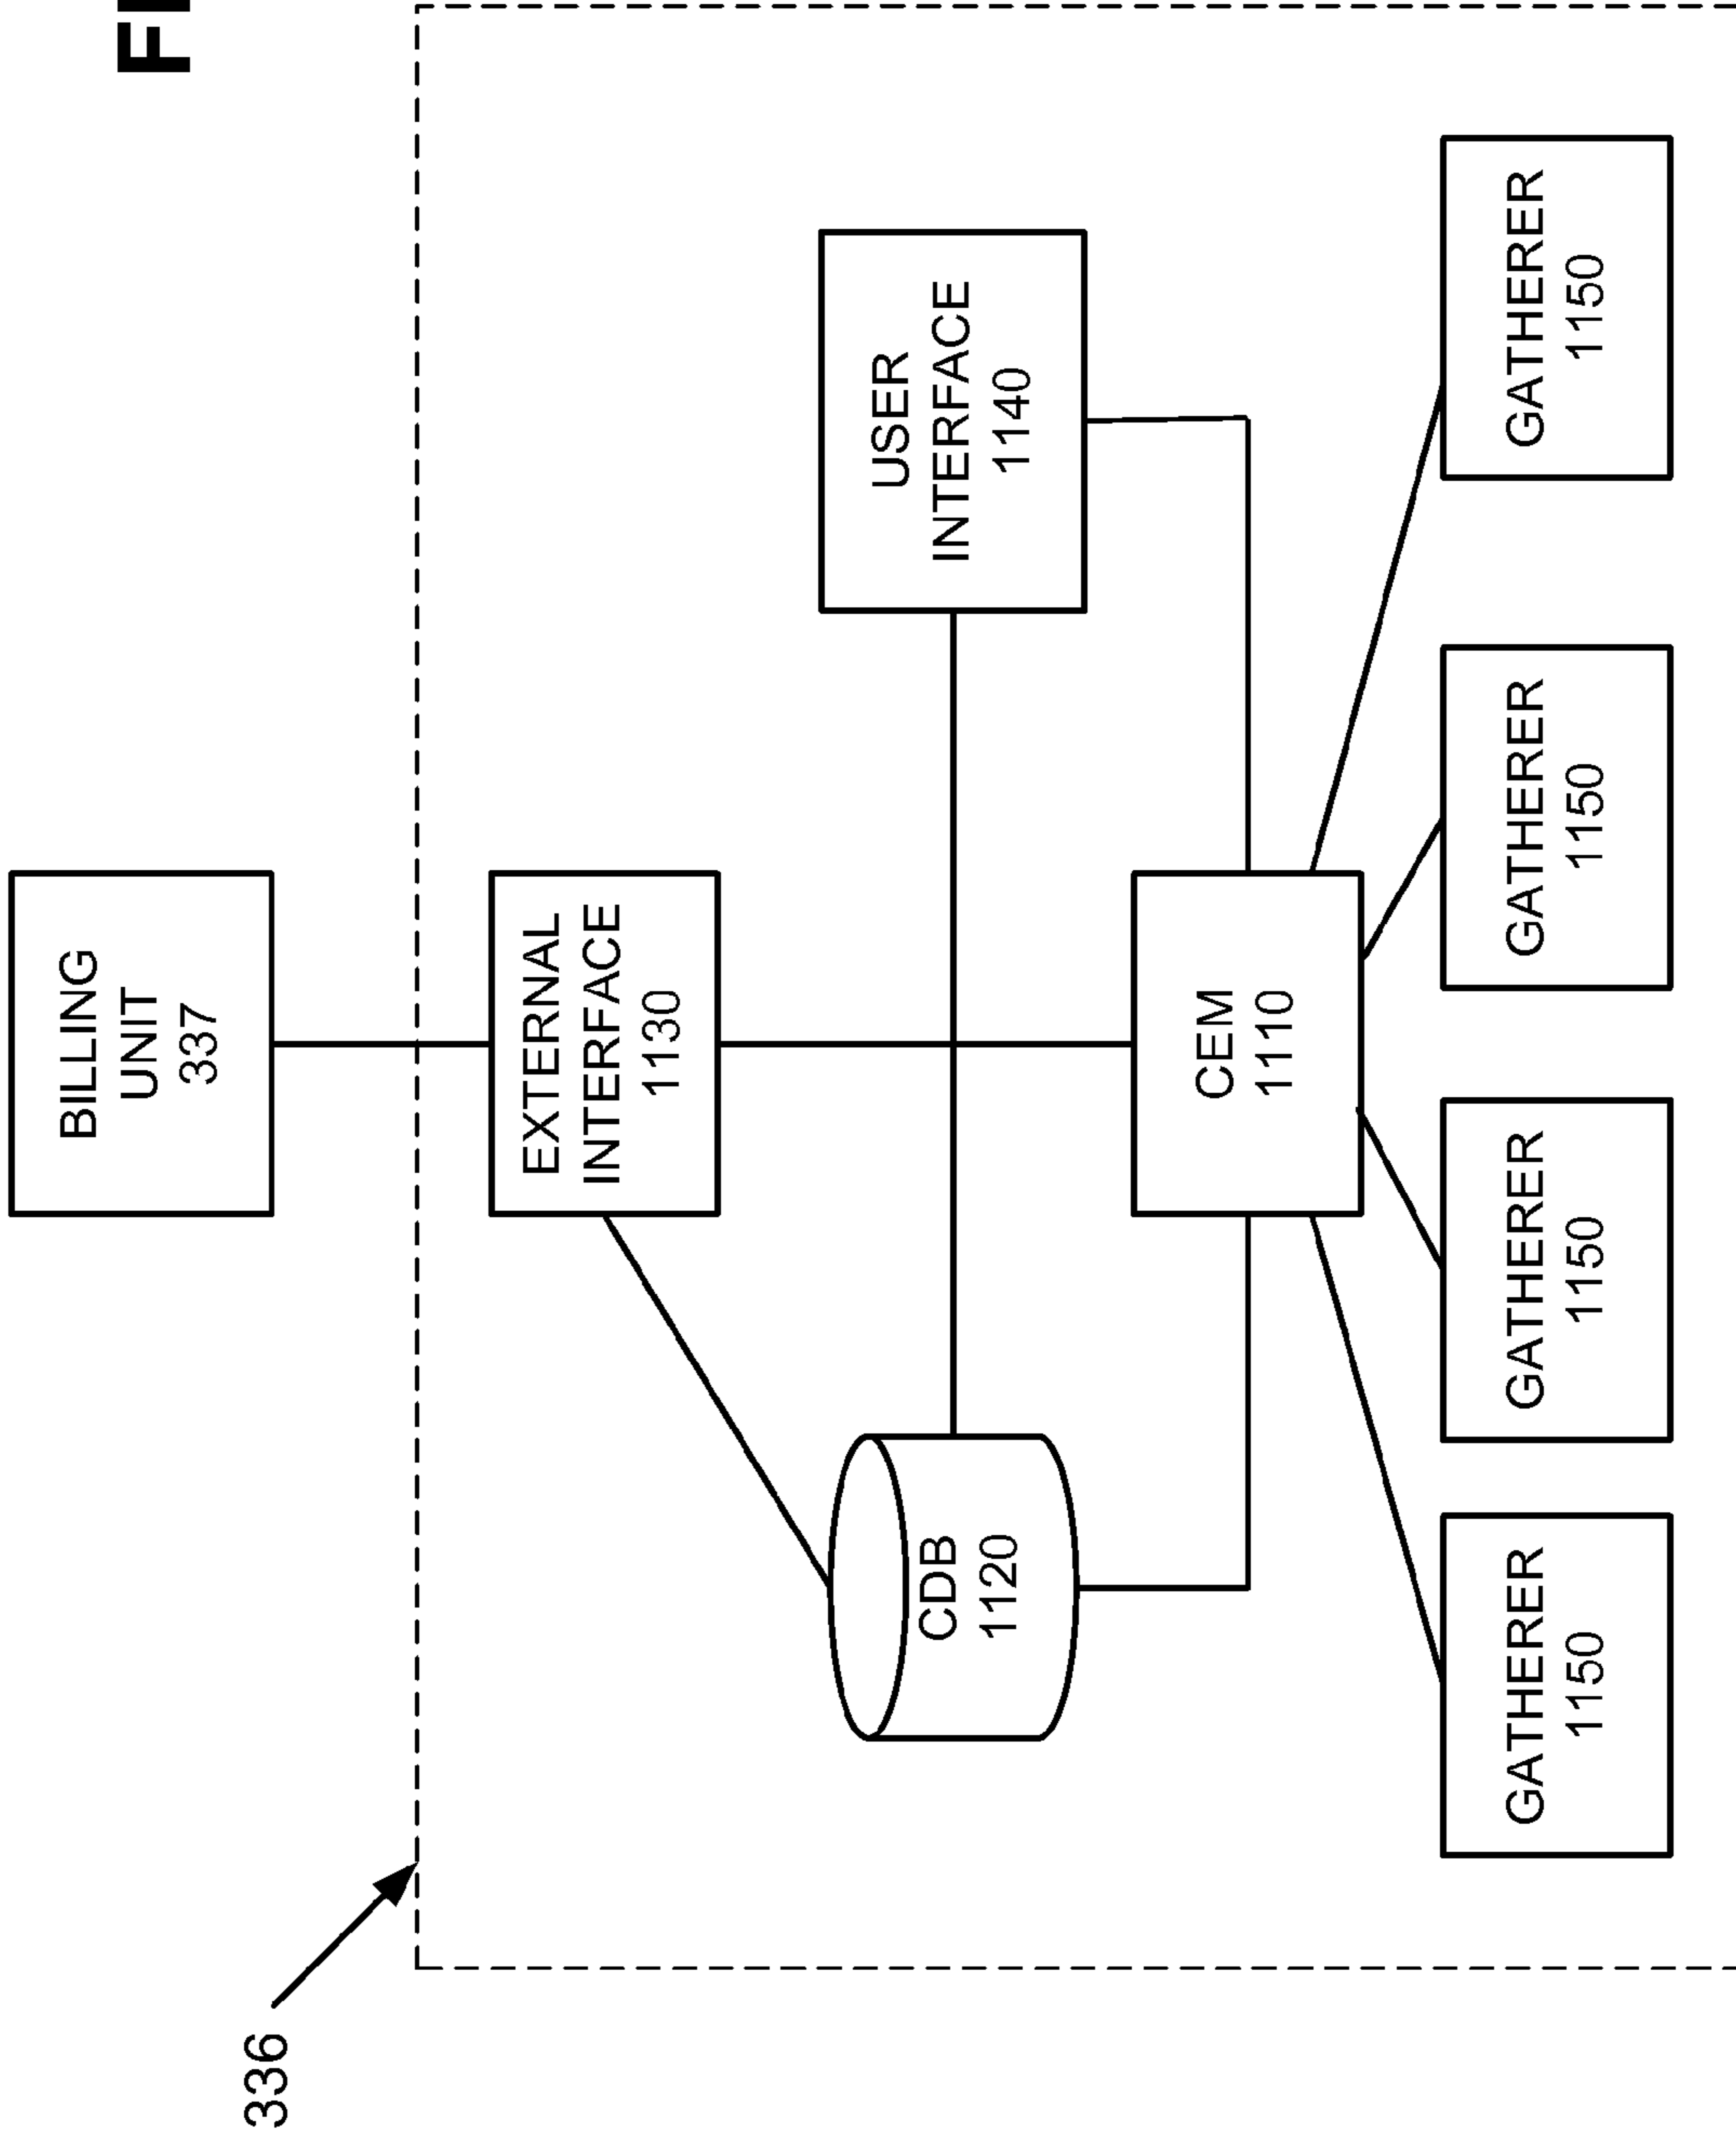 BILLING
UNIT
337
336
EXTERNAL
INTERFACE
1130
CDB
1120
USER
INTERFACE
1140
CEM
1110
GATHERER
1150
GATHERER
1150
GATHERER
1150
GATHERER
1150